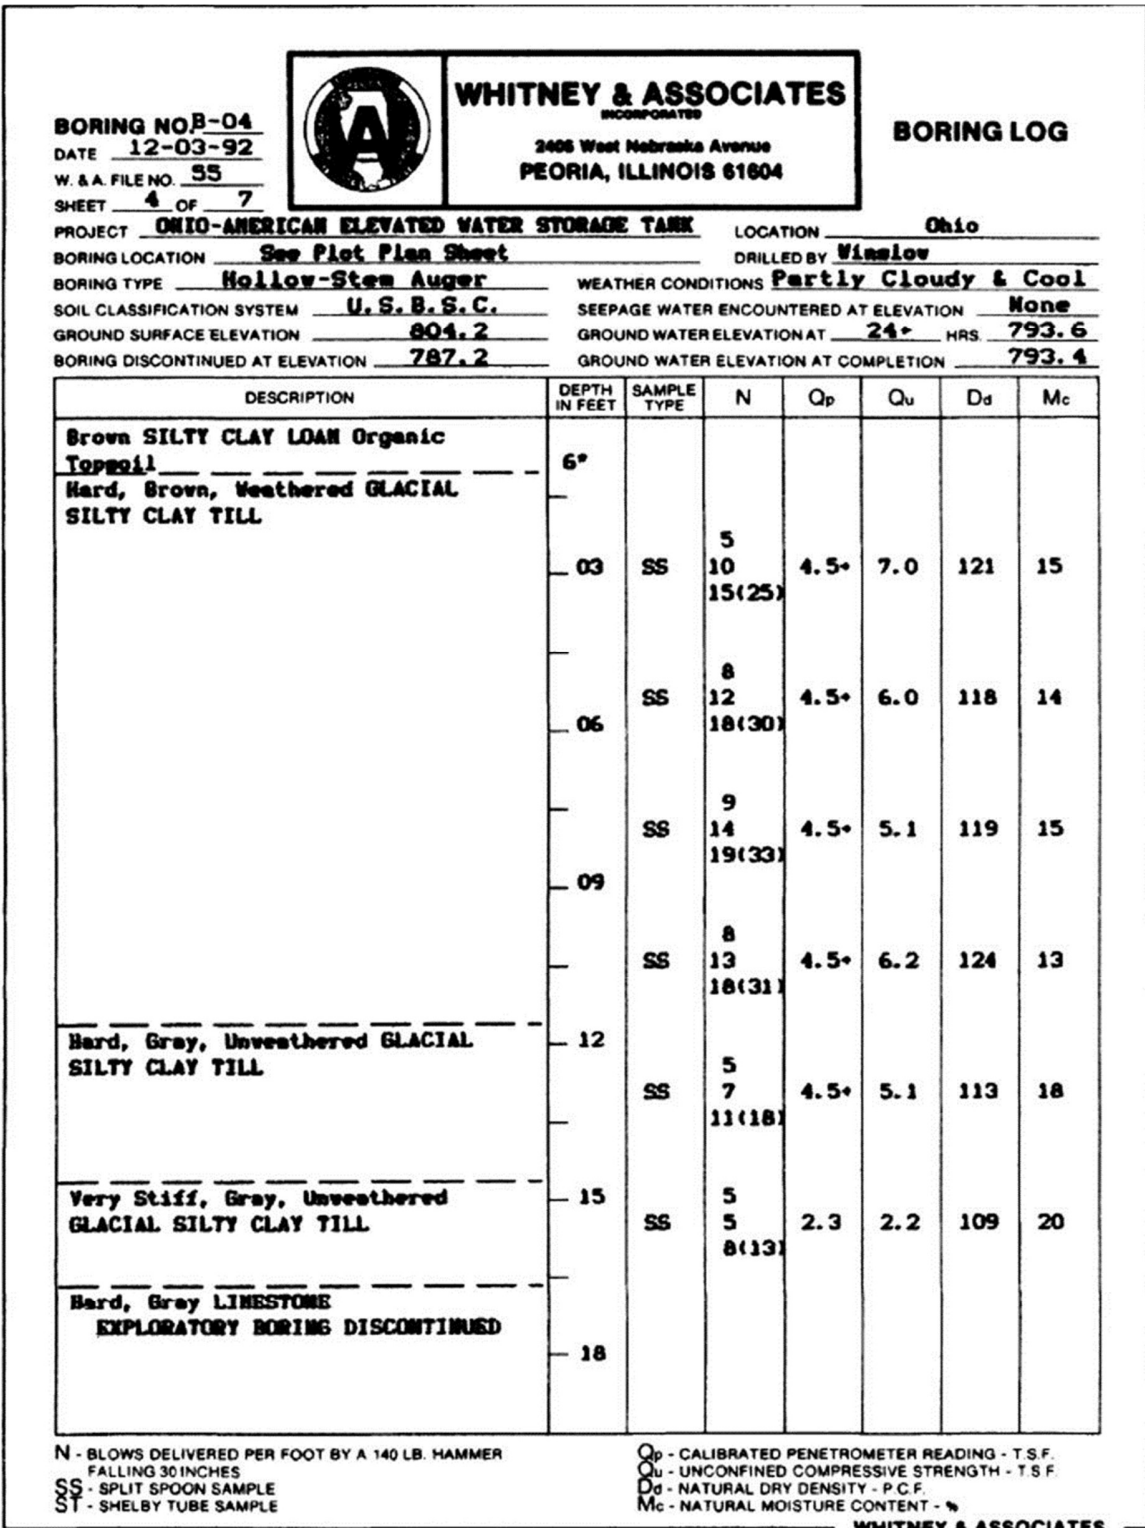 WHITNEY & ASSOCIATES
INCORPORATED
2406 West Nebraska Avenue
PEORIA, ILLINOIS 61604
BORING LOG
BORING NO. B-04
DATE 12-03-92
W. & A. FILE NO. SS
SHEET 4 OF 7
PROJECT OHIO-AMERICAN ELEVATED WATER STORAGE TANK LOCATION Ohio
BORING LOCATION See Plot Plan Sheet DRILLED BY Winslow
BORING TYPE Hollow-Stem Auger WEATHER CONDITIONS Partly Cloudy & Cool
SOIL CLASSIFICATION SYSTEM U.S.B.S.C. SEEPAGE WATER ENCOUNTERED AT ELEVATION None
GROUND SURFACE ELEVATION 804.2 GROUND WATER ELEVATION AT 24+ HRS. 793.6
BORING DISCONTINUED AT ELEVATION 787.2 GROUND WATER ELEVATION AT COMPLETION 793.4
DESCRIPTION DEPTH IN FEET SAMPLE TYPE N Qp Qu Dd Mc
Brown SILTY CLAY LOAM Organic
Topsoil 6"
Hard, Brown, Weathered GLACIAL
SILTY CLAY TILL
5
03 SS 10 4.5+ 7.0 121 15
15(25)
8
SS 12 4.5+ 6.0 118 14
06 18(30)
9
SS 14 4.5+ 5.1 119 15
19(33)
09
8
SS 13 4.5+ 6.2 124 13
18(31)
Hard, Gray, Unweathered GLACIAL 12
SILTY CLAY TILL
5
SS 7 4.5+ 5.1 113 18
11(18)
Very Stiff, Gray, Unweathered 15 5
GLACIAL SILTY CLAY TILL SS 5 2.3 2.2 109 20
8(13)
Hard, Gray LIMESTONE
EXPLORATORY BORING DISCONTINUED
18
N - BLOWS DELIVERED PER FOOT BY A 140 LB. HAMMER
FALLING 30 INCHES
SS - SPLIT SPOON SAMPLE
ST - SHELBY TUBE SAMPLE
Qp - CALIBRATED PENETROMETER READING - T.S.F.
Qu - UNCONFINED COMPRESSIVE STRENGTH - T.S.F.
Dd - NATURAL DRY DENSITY - P.C.F.
Mc - NATURAL MOISTURE CONTENT - %
WHITNEY & ASSOCIATES